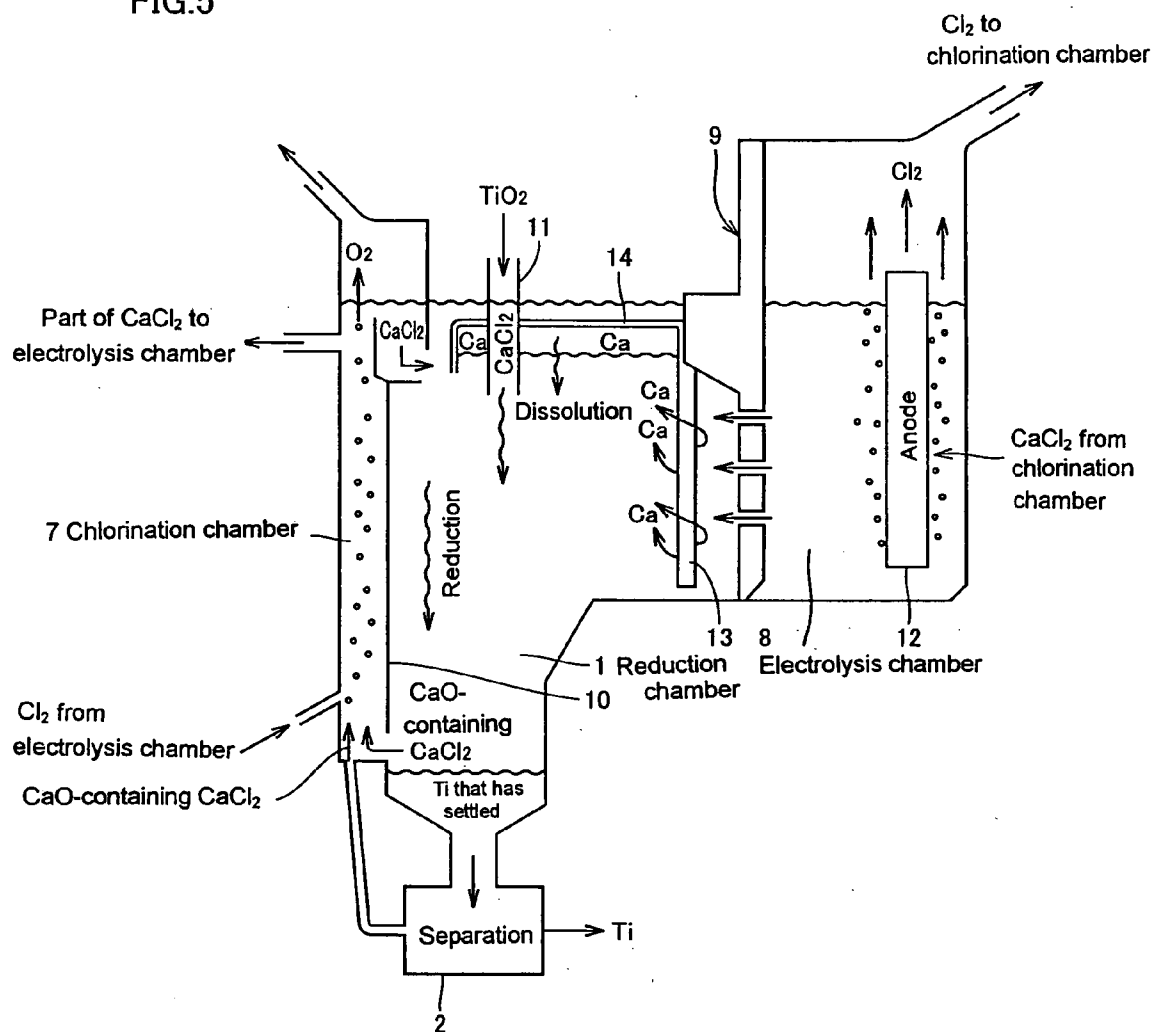 FIG.5
Cl2 to
chlorination chamber
9
Cl2
TiO2
11
14
O2
Part of CaCl2 to
electrolysis chamber
CaCl2
Ca
CaCl2
Ca
Dissolution
Ca
Ca
Ca
Anode
CaCl2 from
chlorination
chamber
7 Chlorination chamber
Reduction
13
8
12
1 Reduction
chamber
Electrolysis chamber
10
CaO-
containing
CaCl2
Cl2 from
electrolysis chamber
CaO-containing CaCl2
Ti that has
settled
Separation
Ti
2